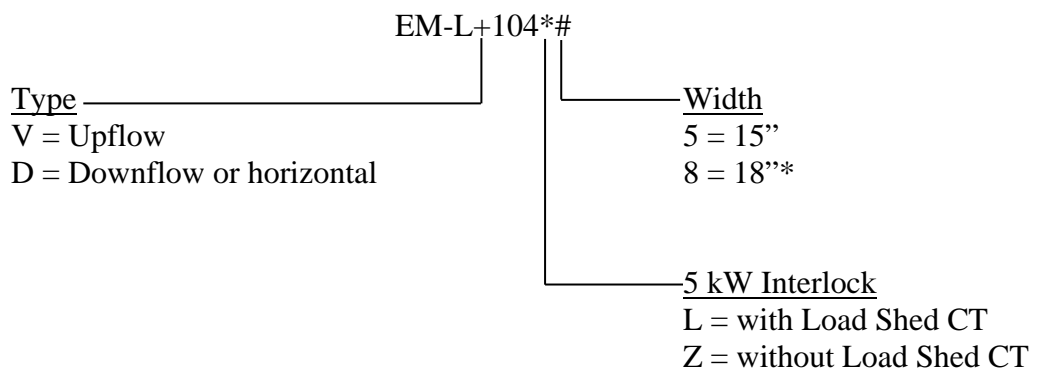 EM-L+104*#
Type
V = Upflow
D = Downflow or horizontal
Width
5 = 15”
8 = 18”*
5 kW Interlock
L = with Load Shed CT
Z = without Load Shed CT